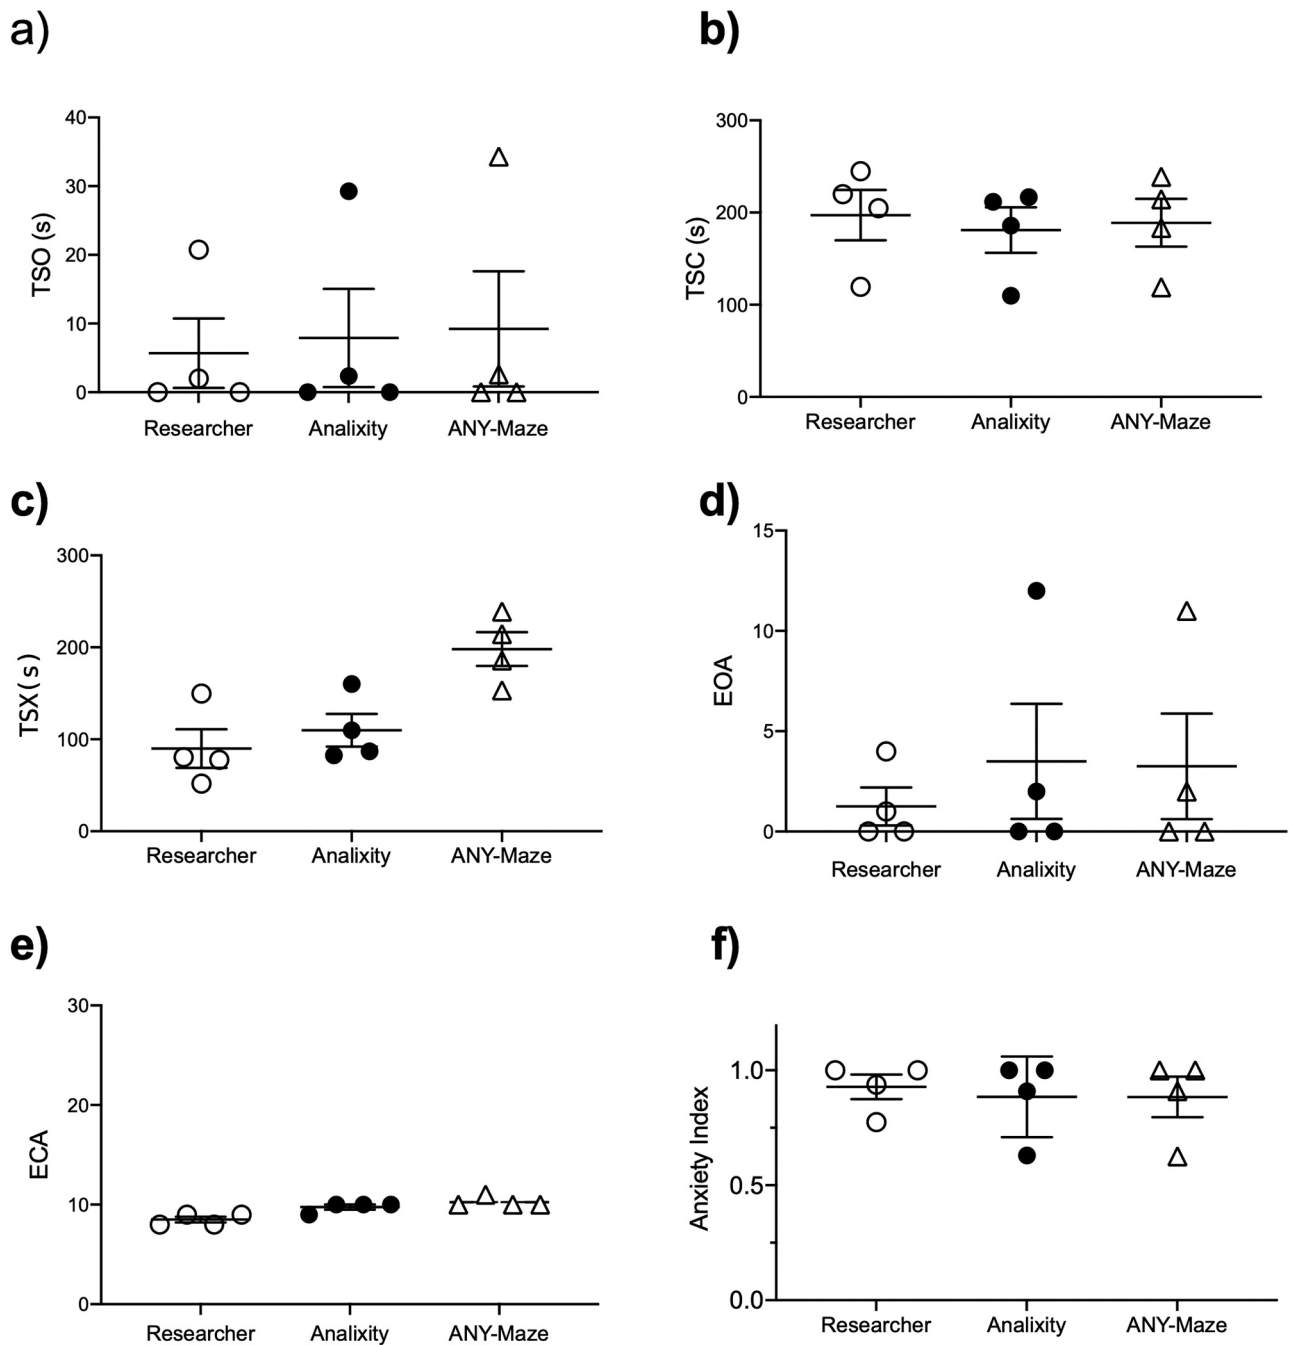 a)
40
30
20
10
0
TSO (s)
Researcher Analixity ANY-Maze
b)
300
200
100
0
TSC (s)
Researcher Analixity ANY-Maze
c)
300
200
100
0
TSX ( s )
Researcher Analixity ANY-Maze
d)
15
10
5
0
EOA
Researcher Analixity ANY-Maze
e)
30
20
10
0
ECA
Researcher Analixity ANY-Maze
f)
1.0
0.5
0.0
Anxiety Index
Researcher Analixity ANY-Maze